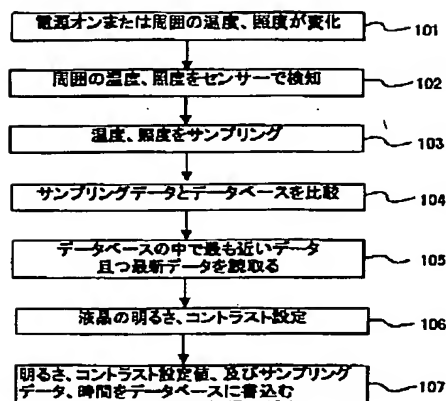 電源オンまたは周囲の温度、照度が変化
101
周囲の温度、照度をセンサーで検知
102
温度、照度をサンプリング
103
サンプリングデータとデータベースを比較
104
データベースの中で最も近いデータ
且つ最新データを読取る
105
液晶の明るさ、コントラスト設定
106
明るさ、コントラスト設定値、及びサンプリング
データ、時間をデータベースに書込む
107